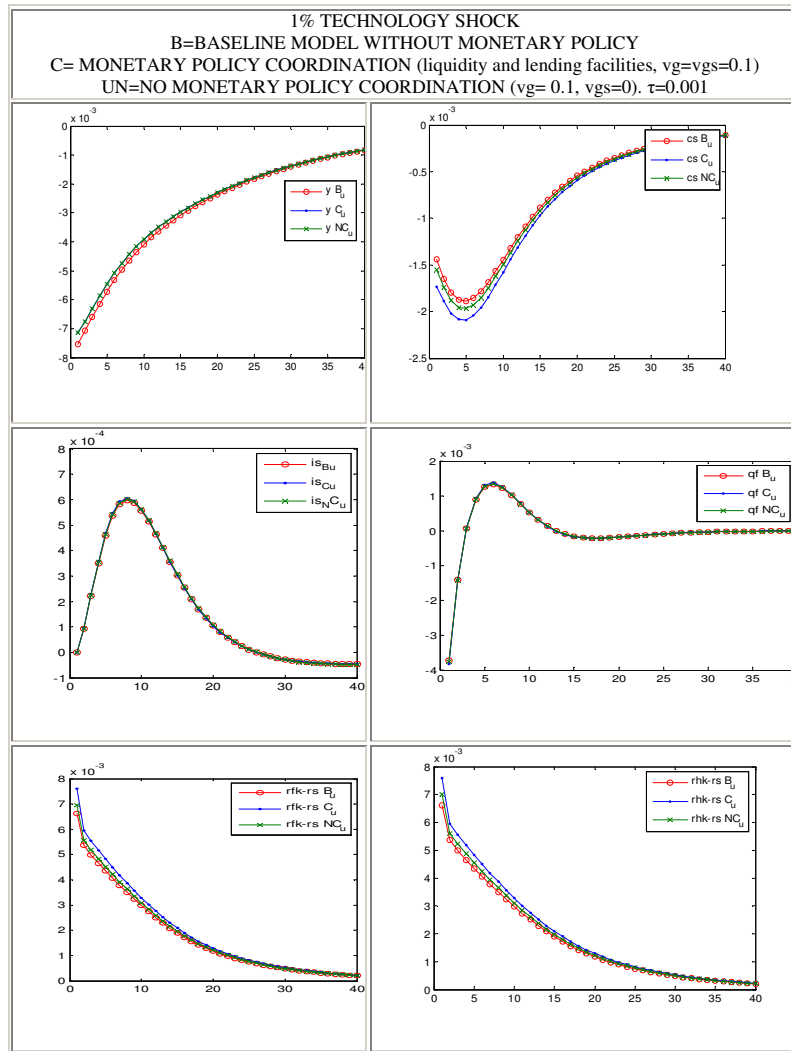 1% TECHNOLOGY SHOCK
B=BASELINE MODEL WITHOUT MONETARY POLICY
C= MONETARY POLICY COORDINATION (liquidity and lending facilities, vg=vgs=0.1)
UN=NO MONETARY POLICY COORDINATION (vg= 0.1, vgs=0). τ=0.001
x 10^-3
0
-1
-2
-3
-4
-5
-6
-7
-8
0 5 10 15 20 25 30 35 40
y B_u
y C_u
y NC_u
x 10^-3
0
-0.5
-1
-1.5
-2
-2.5
0 5 10 15 20 25 30 35 40
cs B_u
cs C_u
cs NC_u
x 10^-4
8
6
4
2
0
-1
0 10 20 30 40
is_Bu
is_Cu
is_NC_u
x 10^-3
2
1
0
-1
-2
-3
-4
0 5 10 15 20 25 30 35
qf B_u
qf C_u
qf NC_u
x 10^-3
8
7
6
5
4
3
2
1
0
0 10 20 30 40
rfk-rs B_u
rfk-rs C_u
rfk-rs NC_u
x 10^-3
8
7
6
5
4
3
2
1
0
0 5 10 15 20 25 30 35 40
rhk-rs B_u
rhk-rs C_u
rhk-rs NC_u